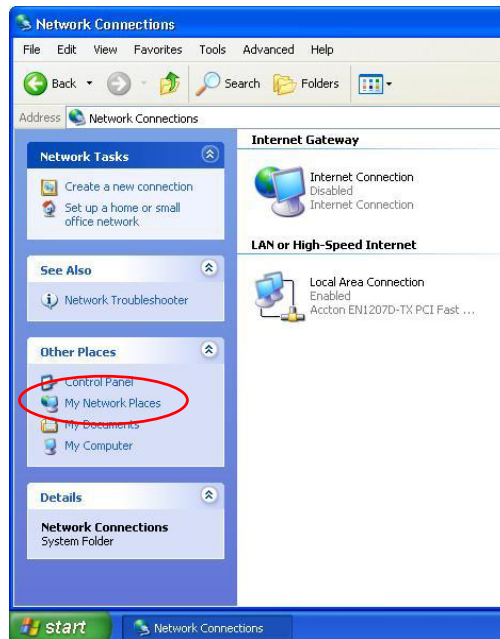 Network Connections
File Edit View Favorites Tools Advanced Help
Back Search Folders
Address Network Connections
Network Tasks
Create a new connection
Set up a home or small
office network
See Also
Network Troubleshooter
Other Places
Control Panel
My Network Places
My Documents
My Computer
Details
Network Connections
System Folder
Internet Gateway
Internet Connection
Disabled
Internet Connection
LAN or High-Speed Internet
Local Area Connection
Enabled
Accton EN1207D-TX PCI Fast ...
start Network Connections